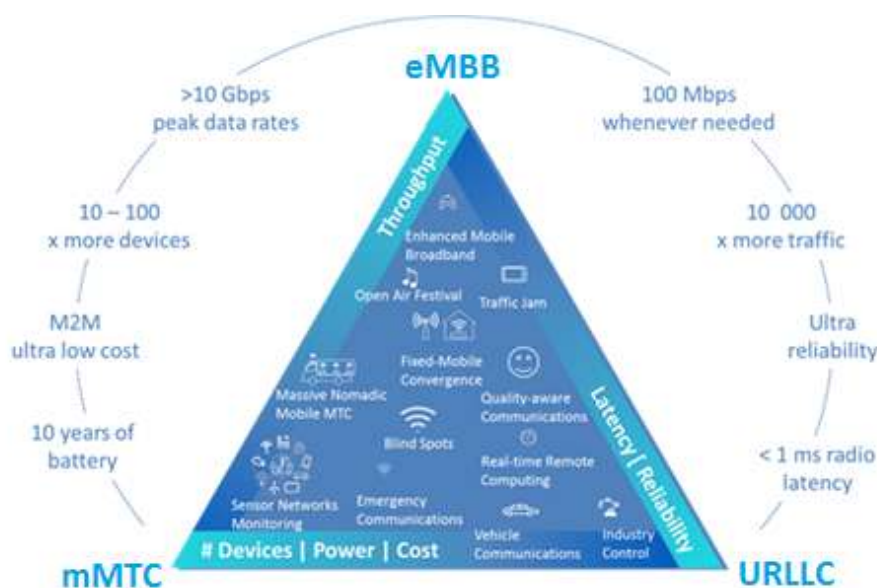 eMBB
>10 Gbps
peak data rates
100 Mbps
whenever needed
10 – 100
x more devices
10 000
x more traffic
M2M
ultra low cost
Ultra
reliability
10 years of
battery
< 1 ms radio
latency
Throughput
Enhanced Mobile
Broadband
Open Air Festival
Traffic Jam
Fixed-Mobile
Convergence
Massive Nomadic
Mobile MTC
Quality-aware
Communications
Blind Spots
Real-time Remote
Computing
Sensor Networks
Monitoring
Emergency
Communications
Vehicle
Communications
Industry
Control
Latency | Reliability
# Devices | Power | Cost
mMTC
URLLC